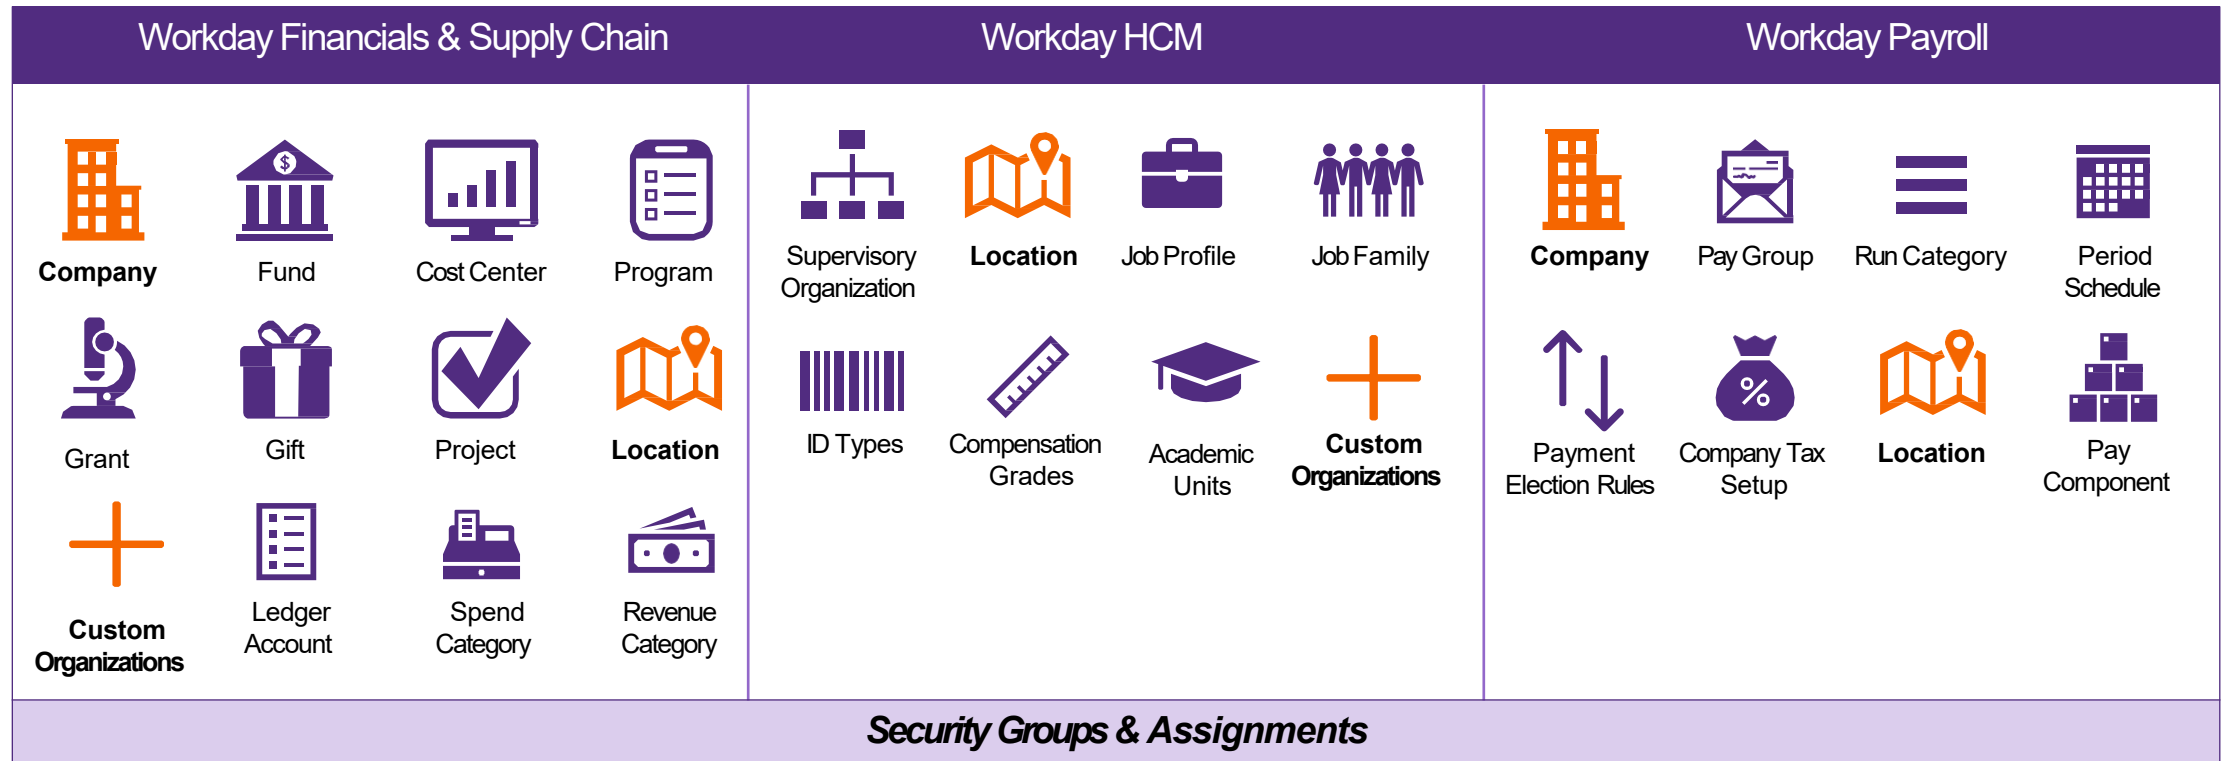 Workday Financials & Supply Chain
Workday HCM
Workday Payroll
$
Company
Fund
Cost Center
Program
Grant
Gift
Project
Location
Custom
Organizations
Ledger
Account
Spend
Category
Revenue
Category
Supervisory
Organization
Location
Job Profile
Job Family
ID Types
Compensation
Grades
Academic
Units
Custom
Organizations
Company
Pay Group
Run Category
Period
Schedule
Payment
Election Rules
%
Company Tax
Setup
Location
Pay
Component
Security Groups & Assignments